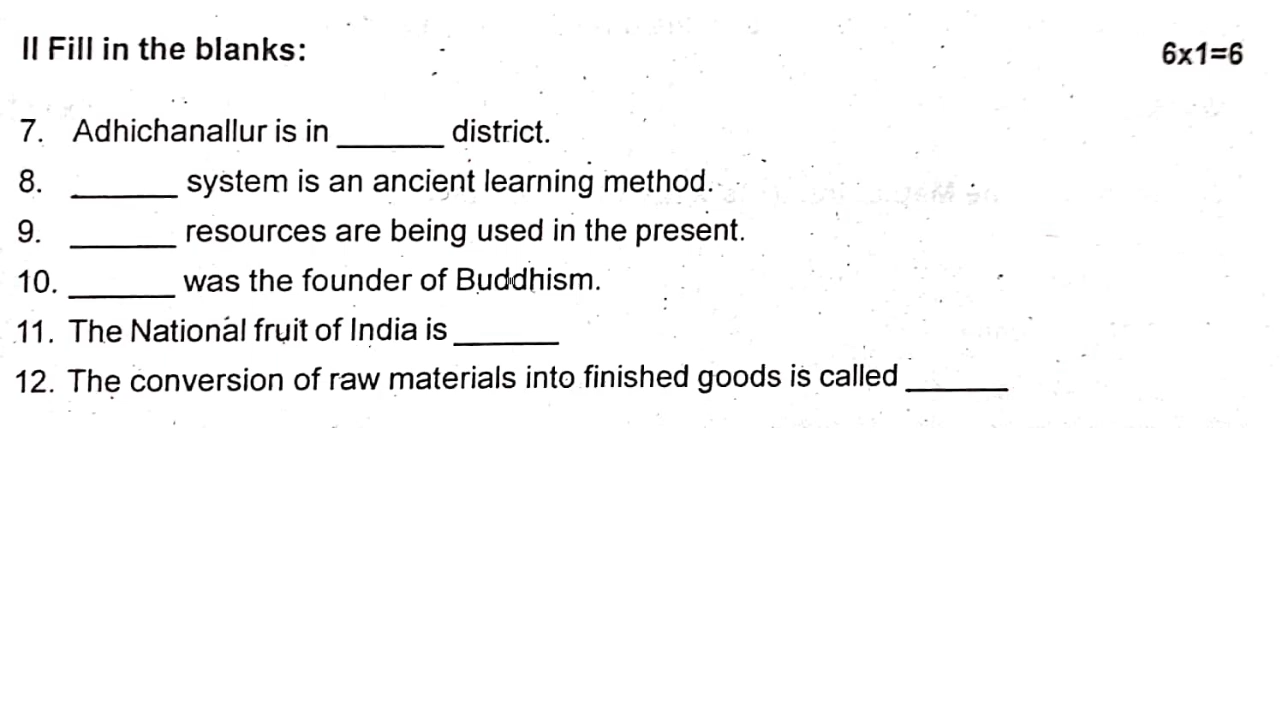 II Fill in the blanks: 6x1=6
7. Adhichanallur is in ______ district.
8. ______ system is an ancient learning method.
9. ______ resources are being used in the present.
10. ______ was the founder of Buddhism.
11. The National fruit of India is ______
12. The conversion of raw materials into finished goods is called ______